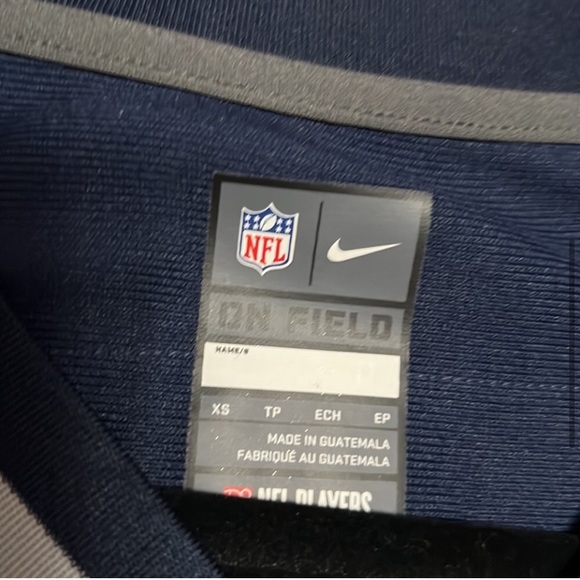 NFL
ON FIELD
NAME/#
XS TP ECH EP
MADE IN GUATEMALA
FABRIQUÉ AU GUATEMALA
NFL PLAYERS